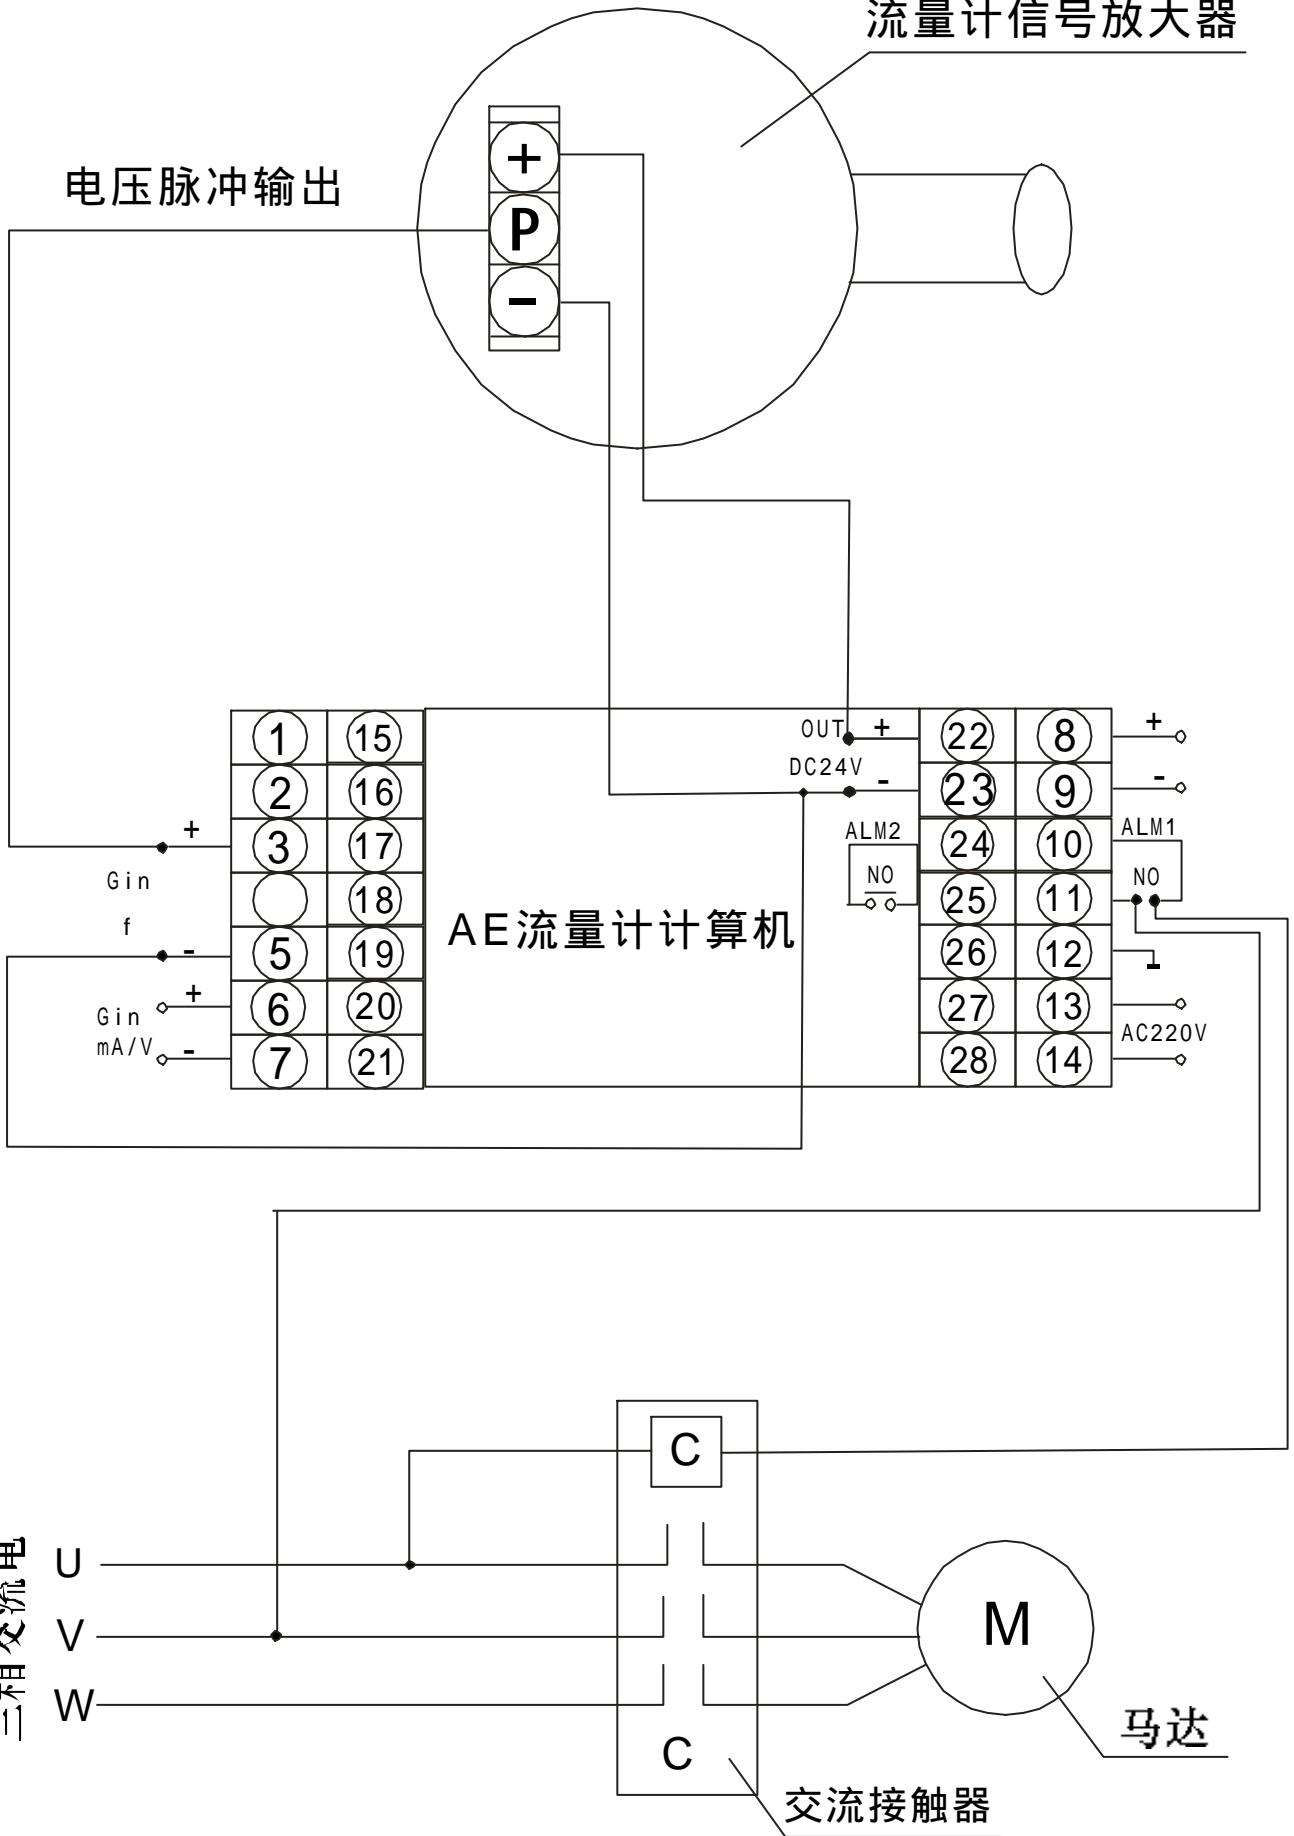 流量计信号放大器
+
电压脉冲输出
P
-
1 15 OUT + 22 8 +
DC24V
2 16 - 23 9 -
+ 3 17 ALM2 24 10 ALM1
Gin
18 NO 25 11 NO
f
AE流量计计算机
- 5 19 26 12
+ 6 20 27 13
Gin
mA/V
AC220V
- 7 21 28 14
C
三相交流电
U
V
W
M
马达
C
交流接触器